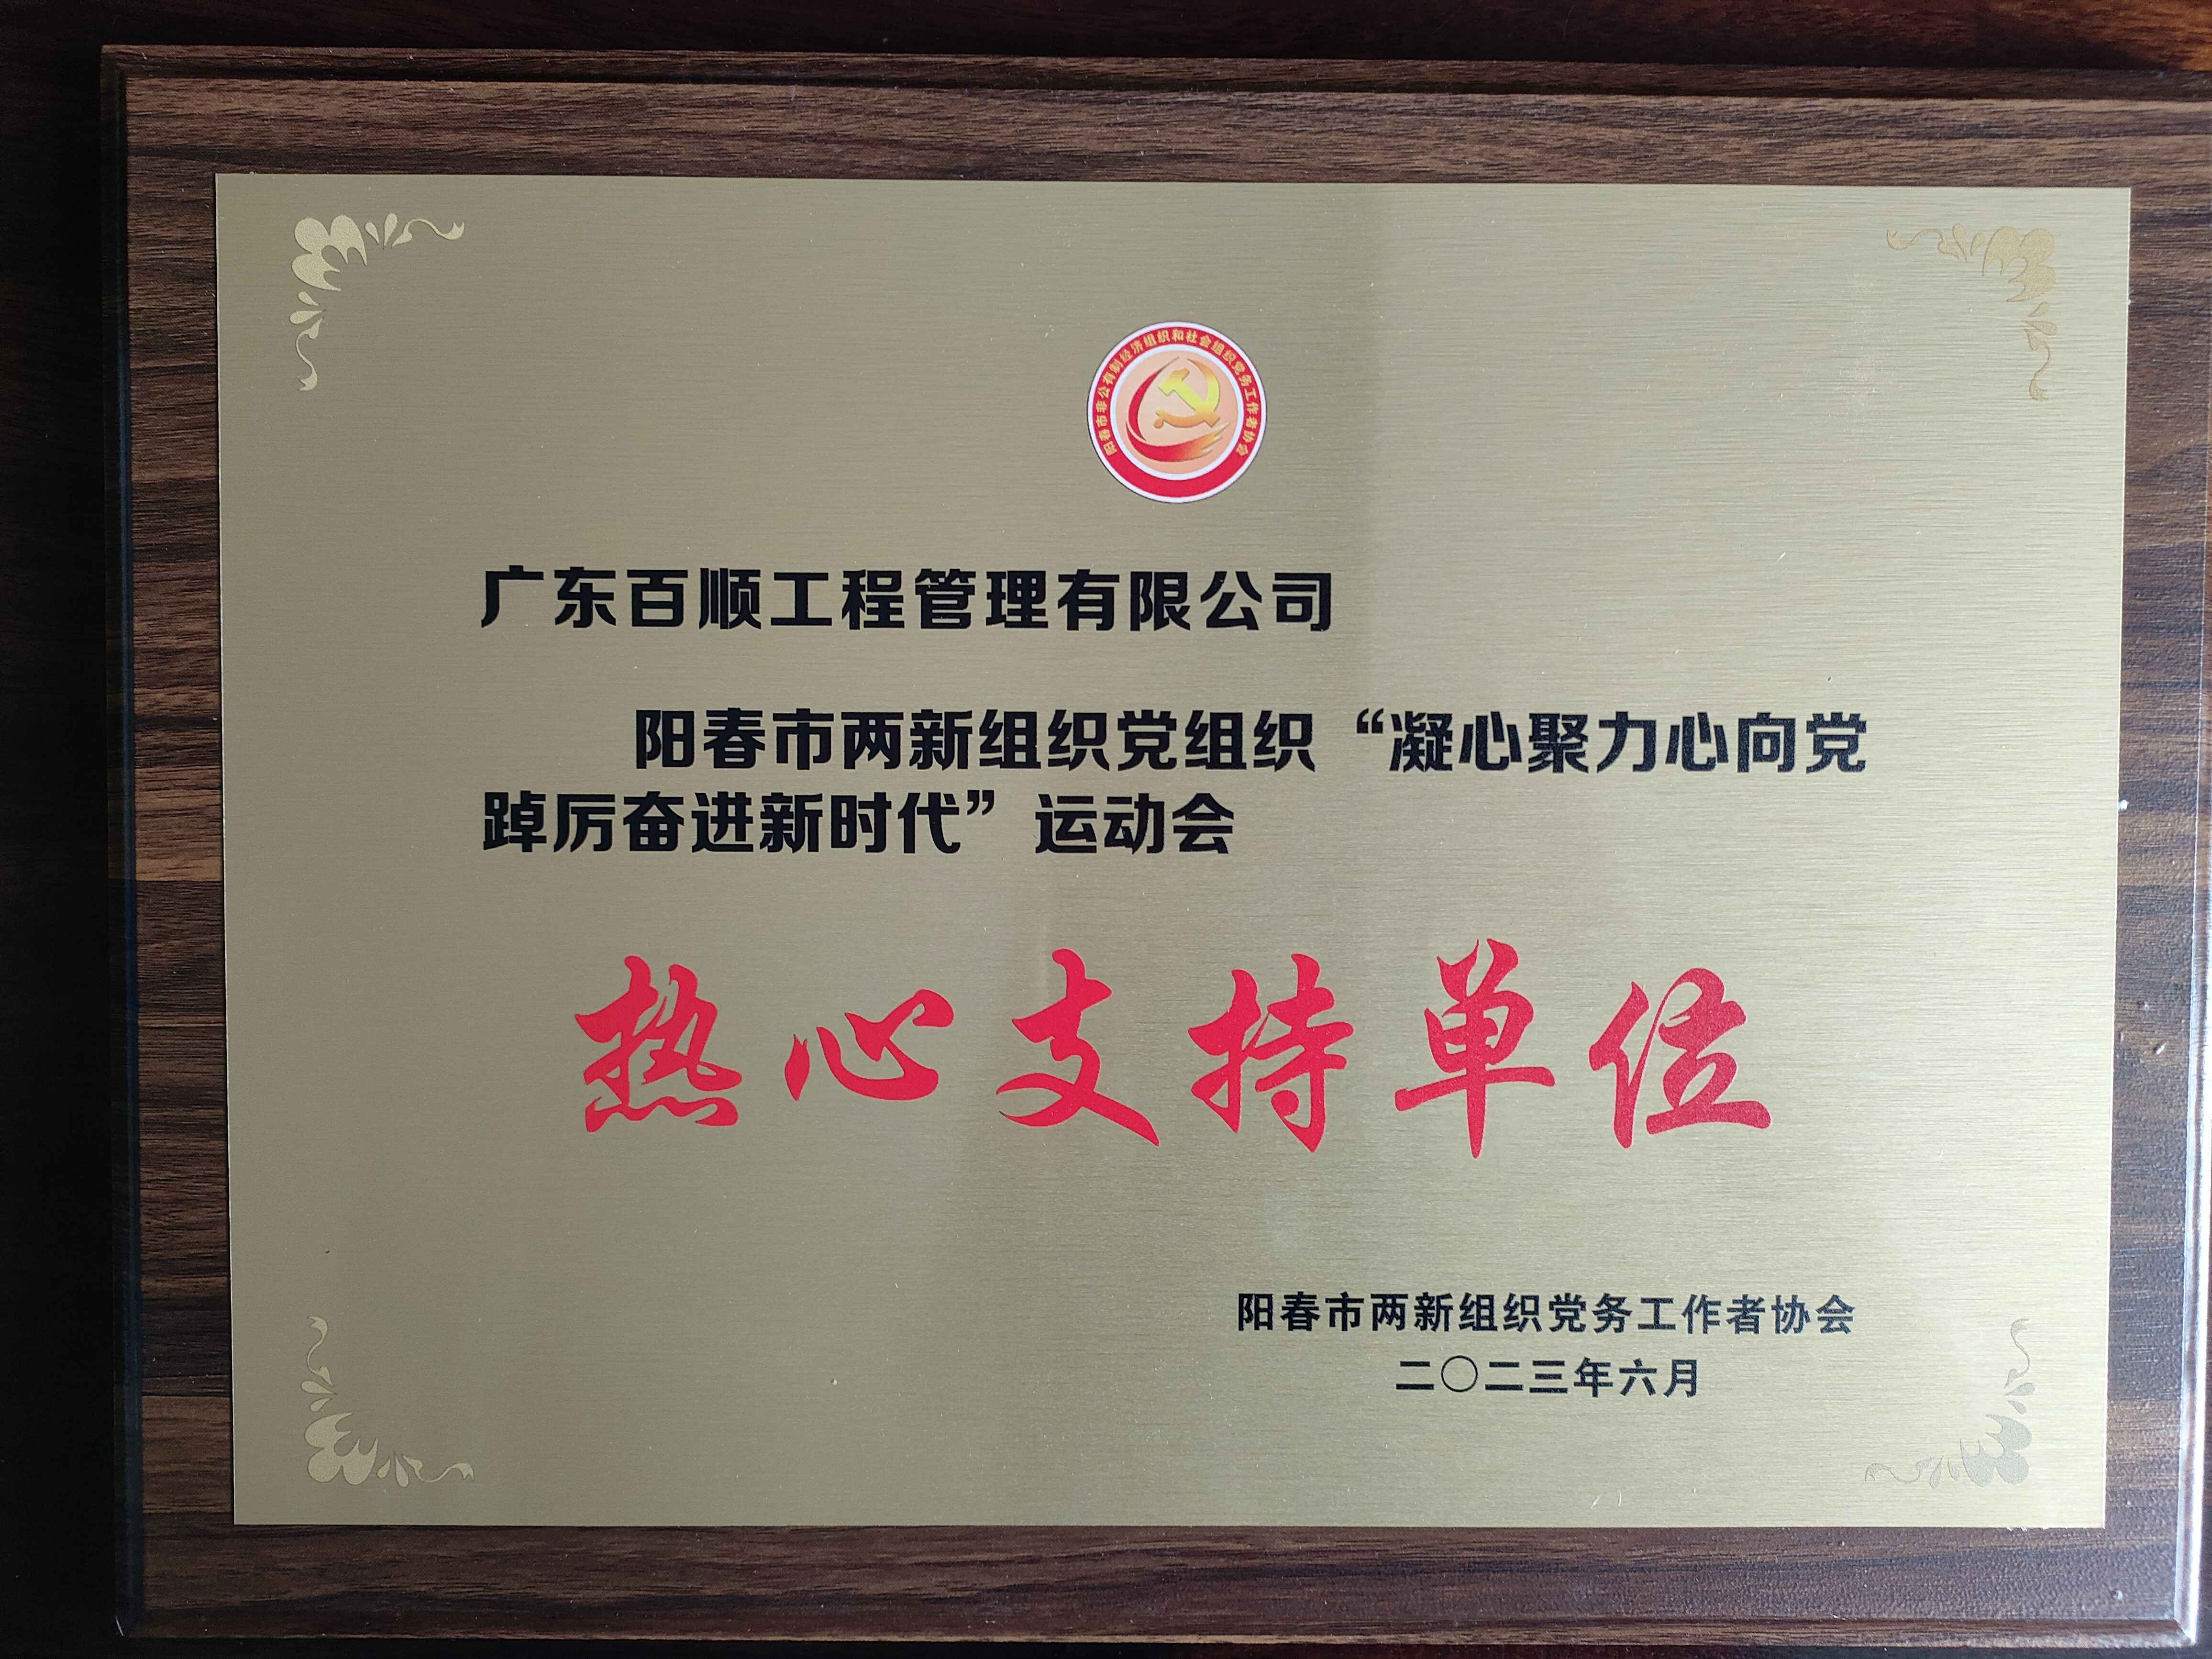 阳春市非公有制经济组织和社会组织党务工作者协会
广东百顺工程管理有限公司
阳春市两新组织党组织“凝心聚力心向党
踔厉奋进新时代”运动会
热心支持单位
阳春市两新组织党务工作者协会
二〇二三年六月